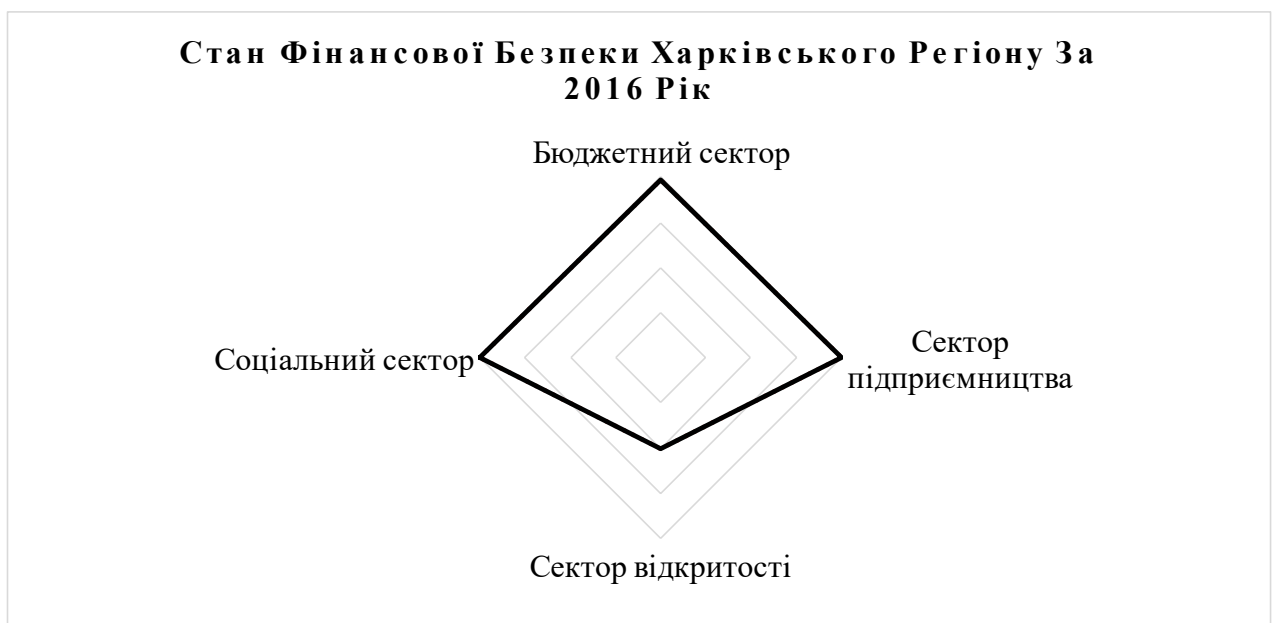 Стан Фінансової Безпеки Харківського Регіону За
2016 Рік
Бюджетний сектор
Соціальний сектор
Сектор
підприємництва
Сектор відкритості